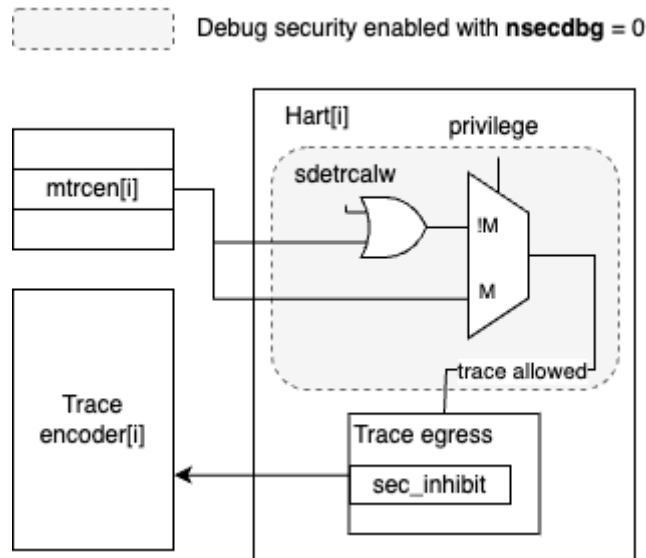 Debug security enabled with nsecdbg = 0
Hart[i]
privilege
mtrcen[i]
sdetrcalw
!M
M
trace allowed
Trace
encoder[i]
Trace egress
sec_inhibit